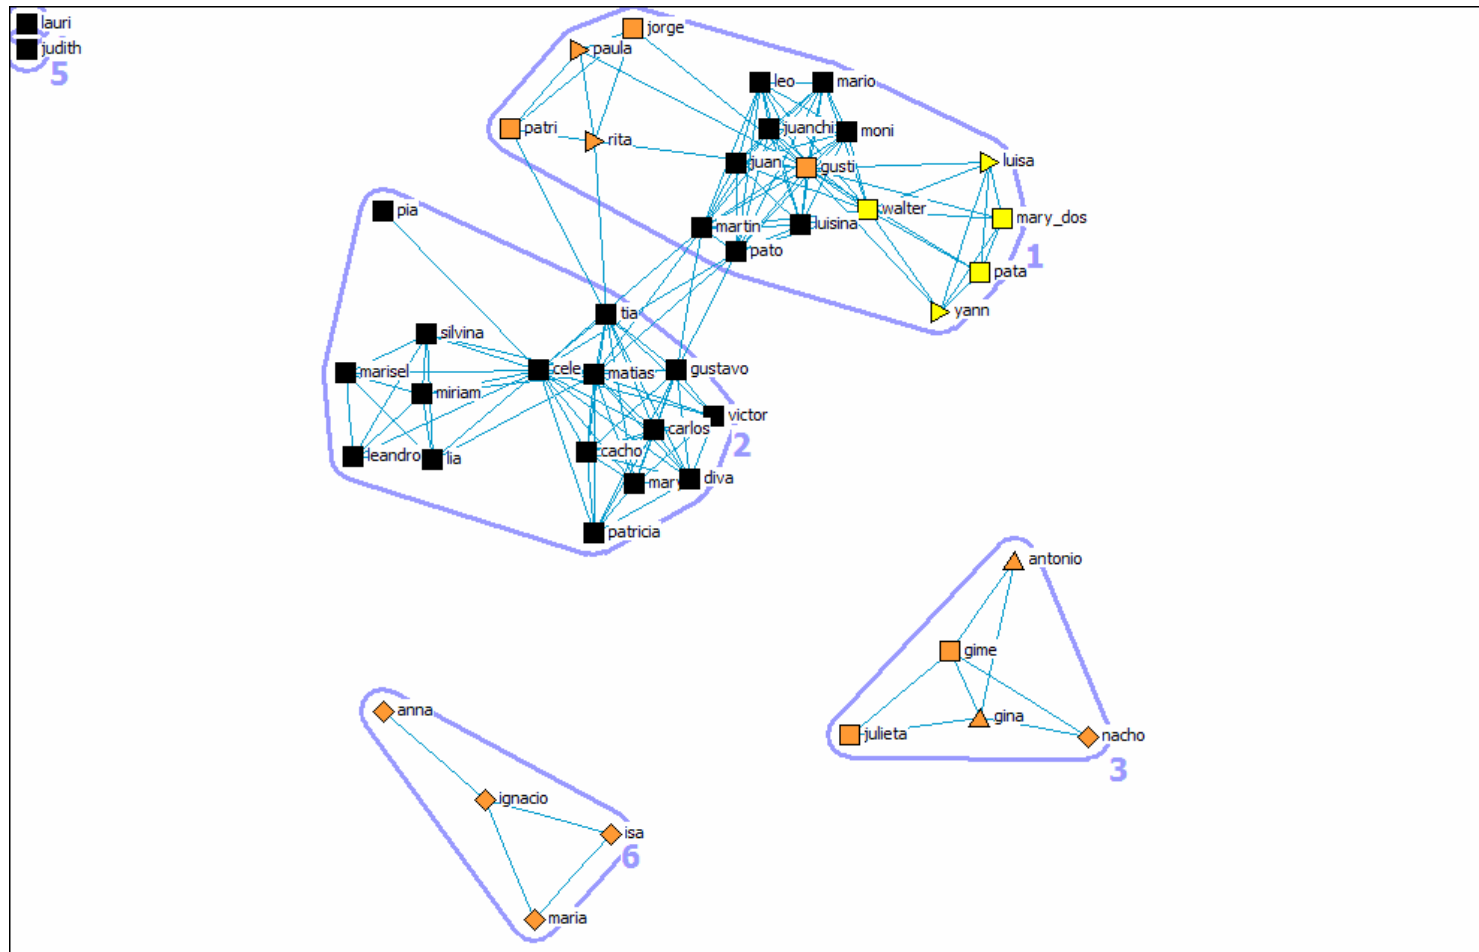 lauri
judith
5
jorge
paula
leo
mario
patri
juanchi
moni
rita
juan
gusti
luisa
walter
mary_dos
martin
luisina
pato
1
pata
yann
pia
tia
silvina
cele
matias
gustavo
marisel
miriam
victor
carlos
2
leandro
lia
cacho
mary
diva
patricia
antonio
gime
gina
julieta
nacho
3
anna
ignacio
isa
6
maria